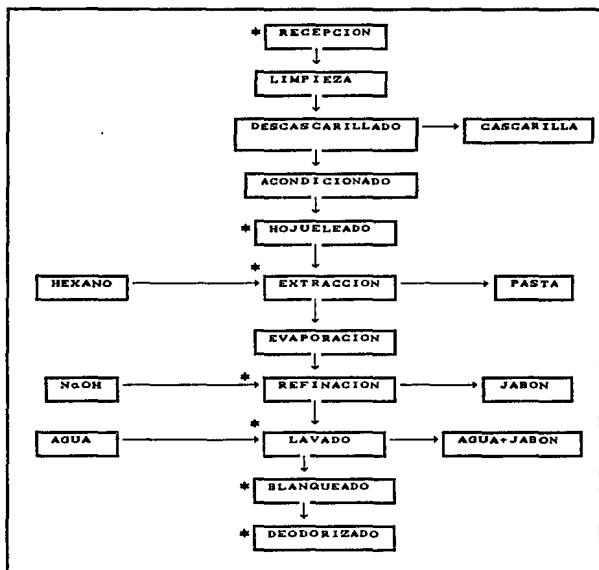 * RECEPCION
LIMPIEZA
DESCASCARILLADO CASCARILLA
ACONDICIONADO
* HOJUELEADO
HEXANO * EXTRACCION PASTA
EVAPORACION
NaOH * REFINACION JABON
AGUA * LAVADO AGUA+JABON
* BLANQUEADO
* DEODORIZADO